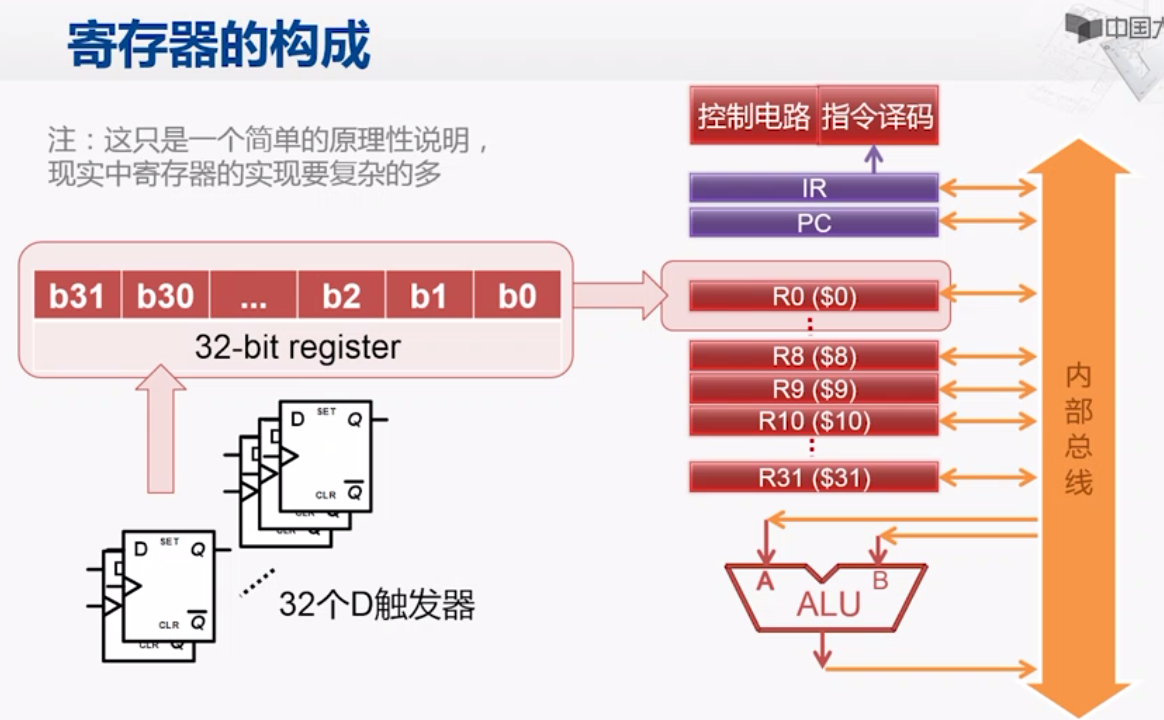 寄存器的构成
中国大
注：这只是一个简单的原理性说明，
现实中寄存器的实现要复杂的多
控制电路 指令译码
IR
PC
b31 b30 ... b2 b1 b0
32-bit register
R0 ($0)
R8 ($8)
R9 ($9)
R10 ($10)
R31 ($31)
内部总线
D SET Q
CLR Q
CLR Q
D SET Q
CLR Q
CLR Q
32个D触发器
A B
ALU